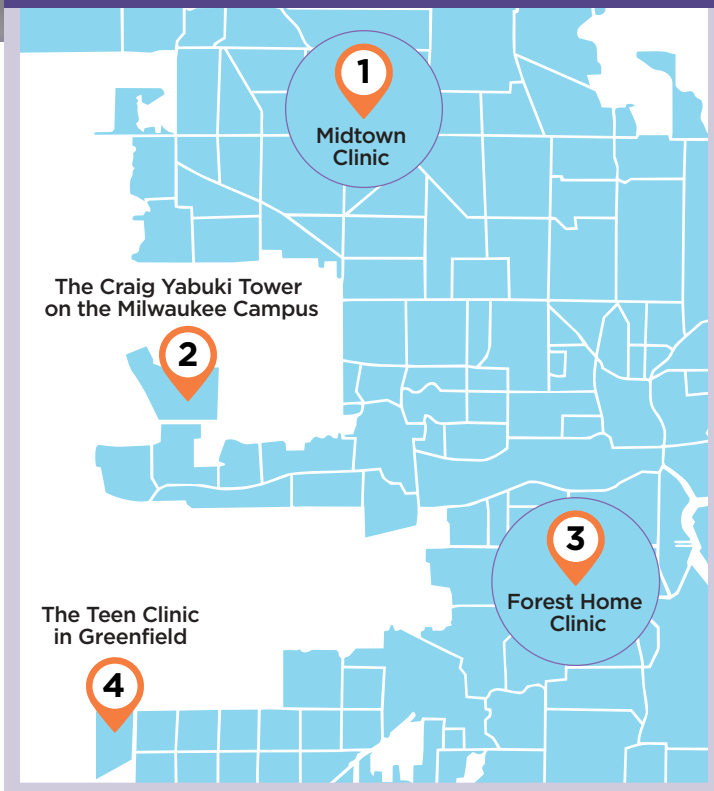 1
Midtown
Clinic
The Craig Yabuki Tower
on the Milwaukee Campus
2
3
Forest Home
Clinic
The Teen Clinic
in Greenfield
4